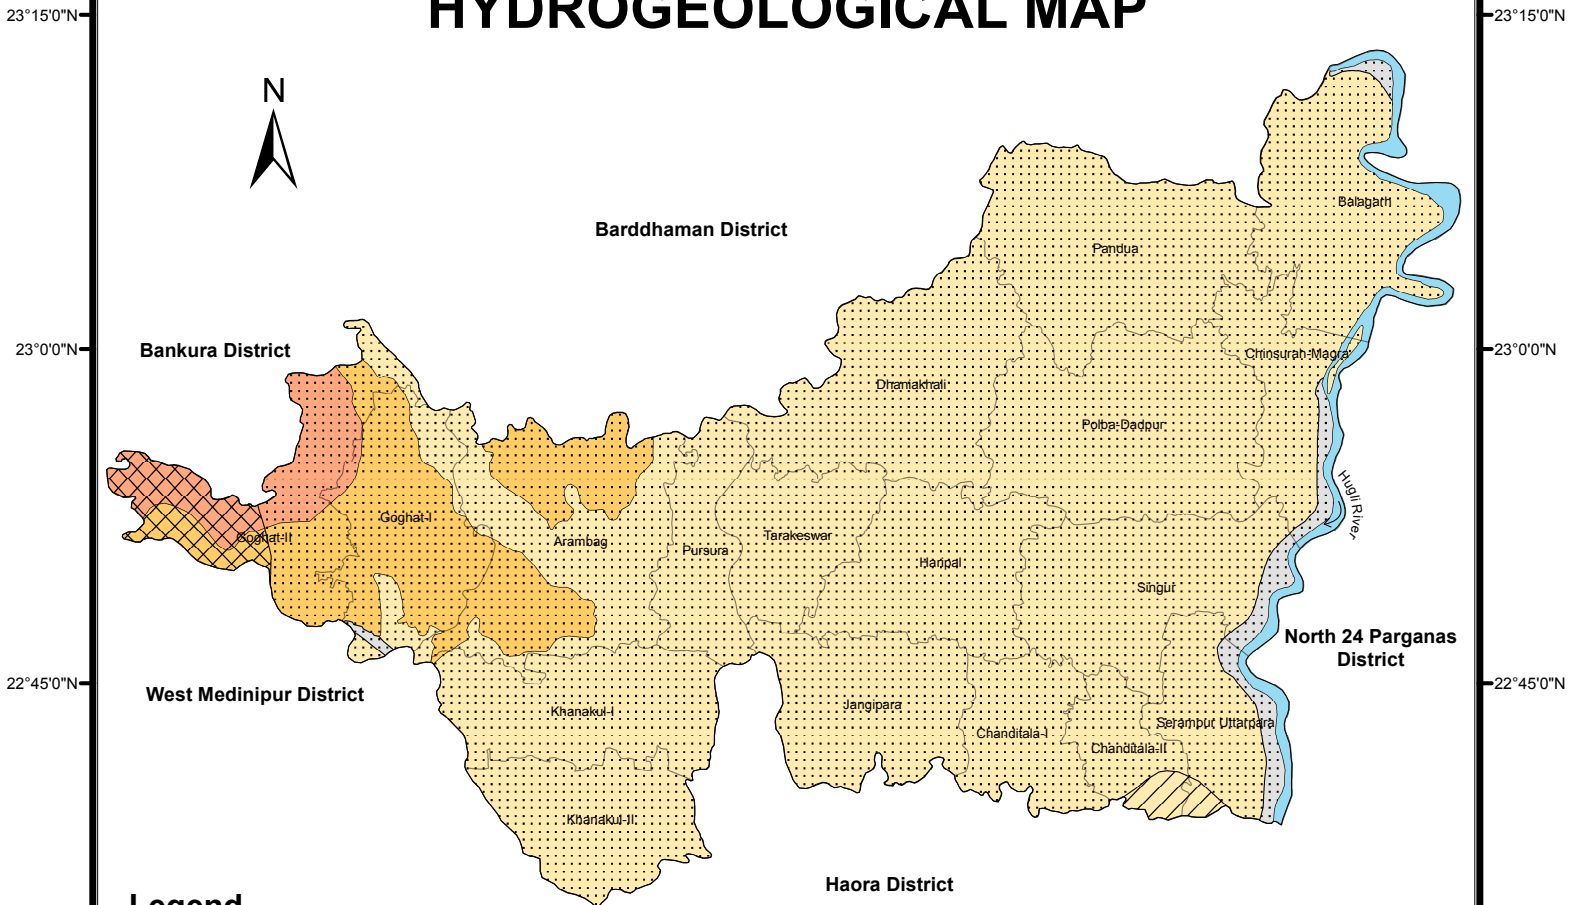 HYDROGEOLOGICAL MAP
23°15'0"N
23°15'0"N
N
Balagarh
Barddhaman District
Pandua
Bankura District
23°0'0"N
23°0'0"N
Chinsurah-Magra
Dhaniakhali
Polba-Dadpur
Hugli River
Goghat-I
Goghat-II
Arambag
Pursura
Tarakeswar
Haripal
Singur
North 24 Parganas
District
22°45'0"N
22°45'0"N
West Medinipur District
Khanakul-I
Jangipara
Chanditala-I
Serampur Uttarpara
Chanditala-II
Khanakul-II
Haora District
Legend